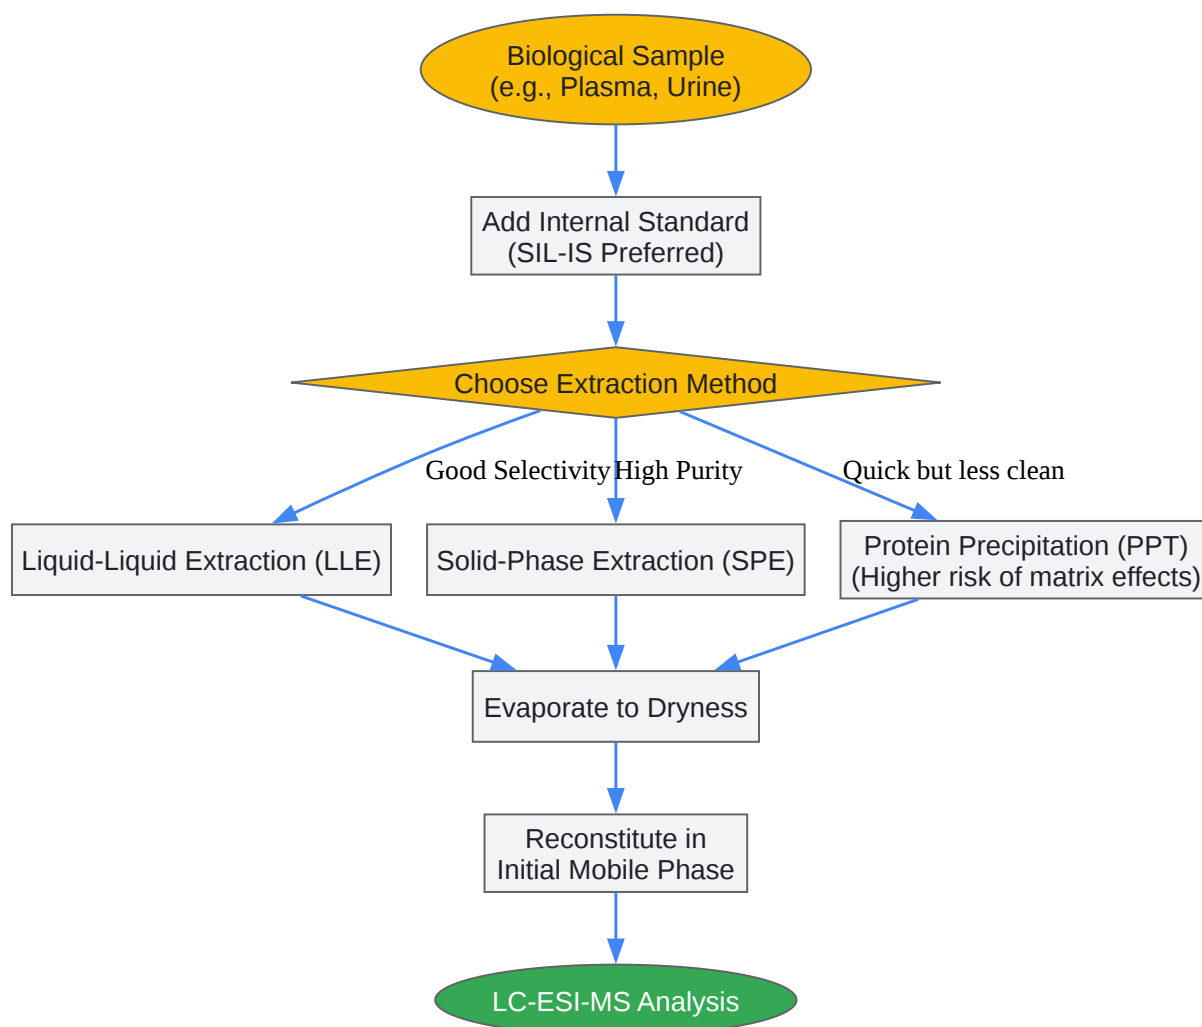 Biological Sample
(e.g., Plasma, Urine)
Add Internal Standard
(SIL-IS Preferred)
Choose Extraction Method
Good Selectivity
High Purity
Quick but less clean
Liquid-Liquid Extraction (LLE)
Solid-Phase Extraction (SPE)
Protein Precipitation (PPT)
(Higher risk of matrix effects)
Evaporate to Dryness
Reconstitute in
Initial Mobile Phase
LC-ESI-MS Analysis